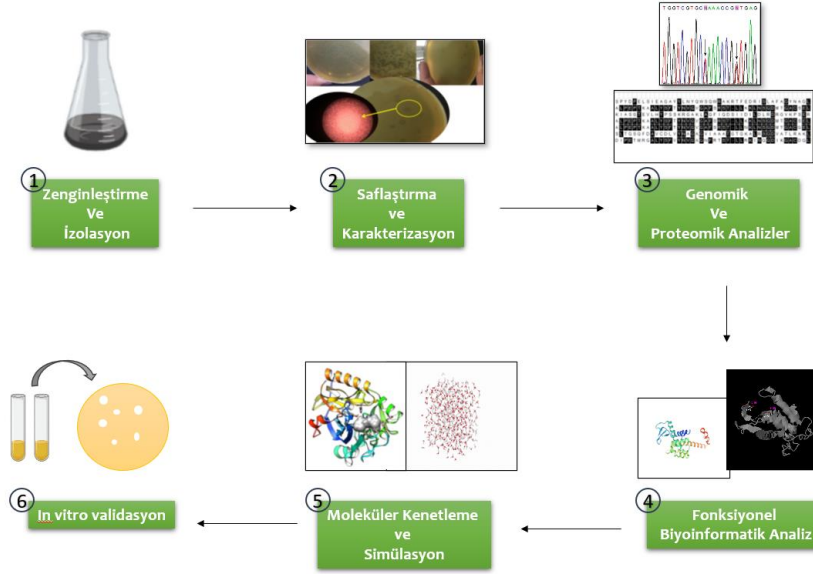 TGGTCGTGCNAAACCGNTGAG
1
Zenginleştirme
Ve
İzolasyon
2
Saflaştırma
ve
Karakterizasyon
3
Genomik
Ve
Proteomik Analizler
4
Fonksiyonel
Biyoinformatik Analiz
5
Moleküler Kenetleme
ve
Simülasyon
6
In vitro validasyon